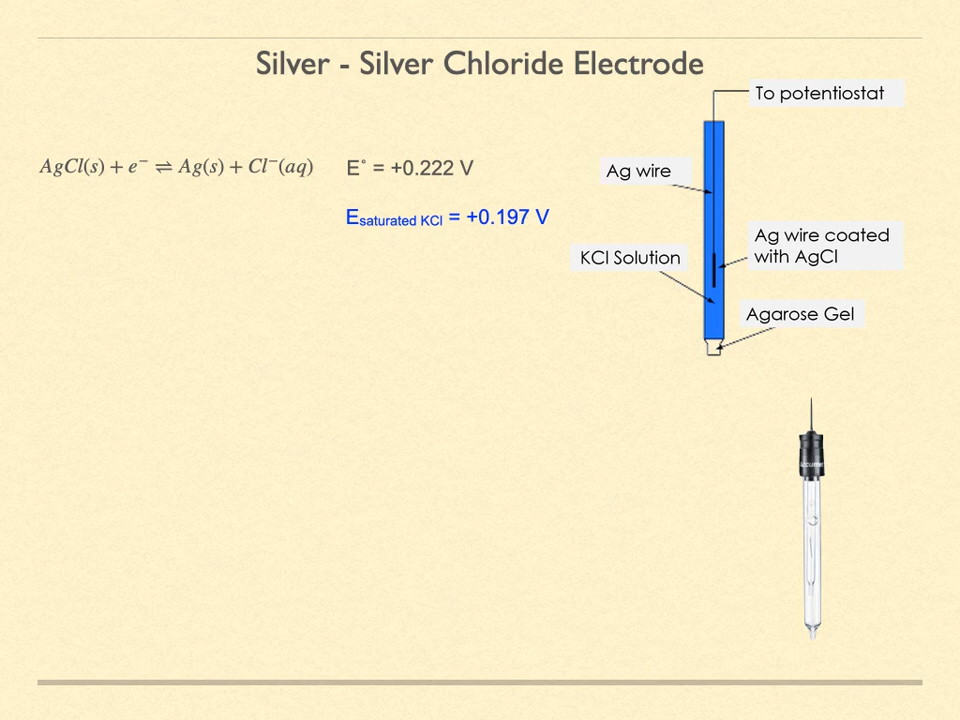 Silver - Silver Chloride Electrode
To potentiostat
AgCl(s) + e⁻ ⇌ Ag(s) + Cl⁻(aq) E° = +0.222 V
Ag wire
E saturated KCl = +0.197 V
Ag wire coated
with AgCl
KCl Solution
Agarose Gel